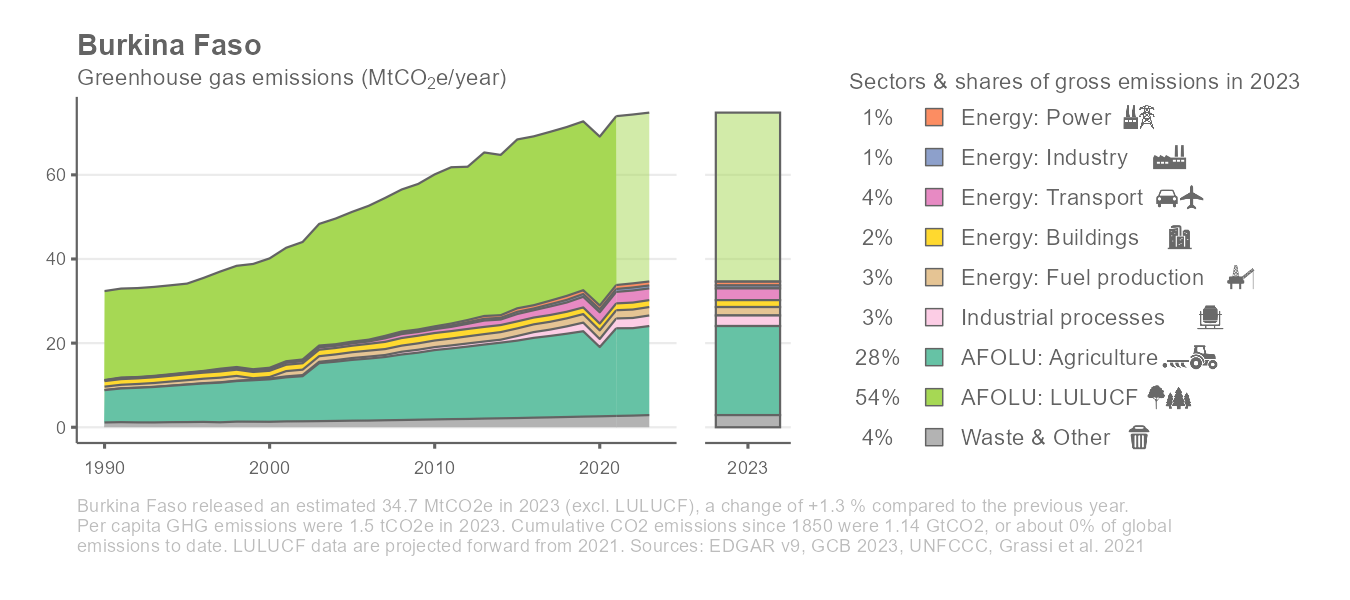 Burkina Faso
Greenhouse gas emissions (MtCO₂e/year)
60
40
20
0
1990
2000
2010
2020
2023
Sectors & shares of gross emissions in 2023
1% Energy: Power
1% Energy: Industry
4% Energy: Transport
2% Energy: Buildings
3% Energy: Fuel production
3% Industrial processes
28% AFOLU: Agriculture
54% AFOLU: LULUCF
4% Waste & Other
Burkina Faso released an estimated 34.7 MtCO2e in 2023 (excl. LULUCF), a change of +1.3 % compared to the previous year.
Per capita GHG emissions were 1.5 tCO2e in 2023. Cumulative CO2 emissions since 1850 were 1.14 GtCO2, or about 0% of global
emissions to date. LULUCF data are projected forward from 2021. Sources: EDGAR v9, GCB 2023, UNFCCC, Grassi et al. 2021